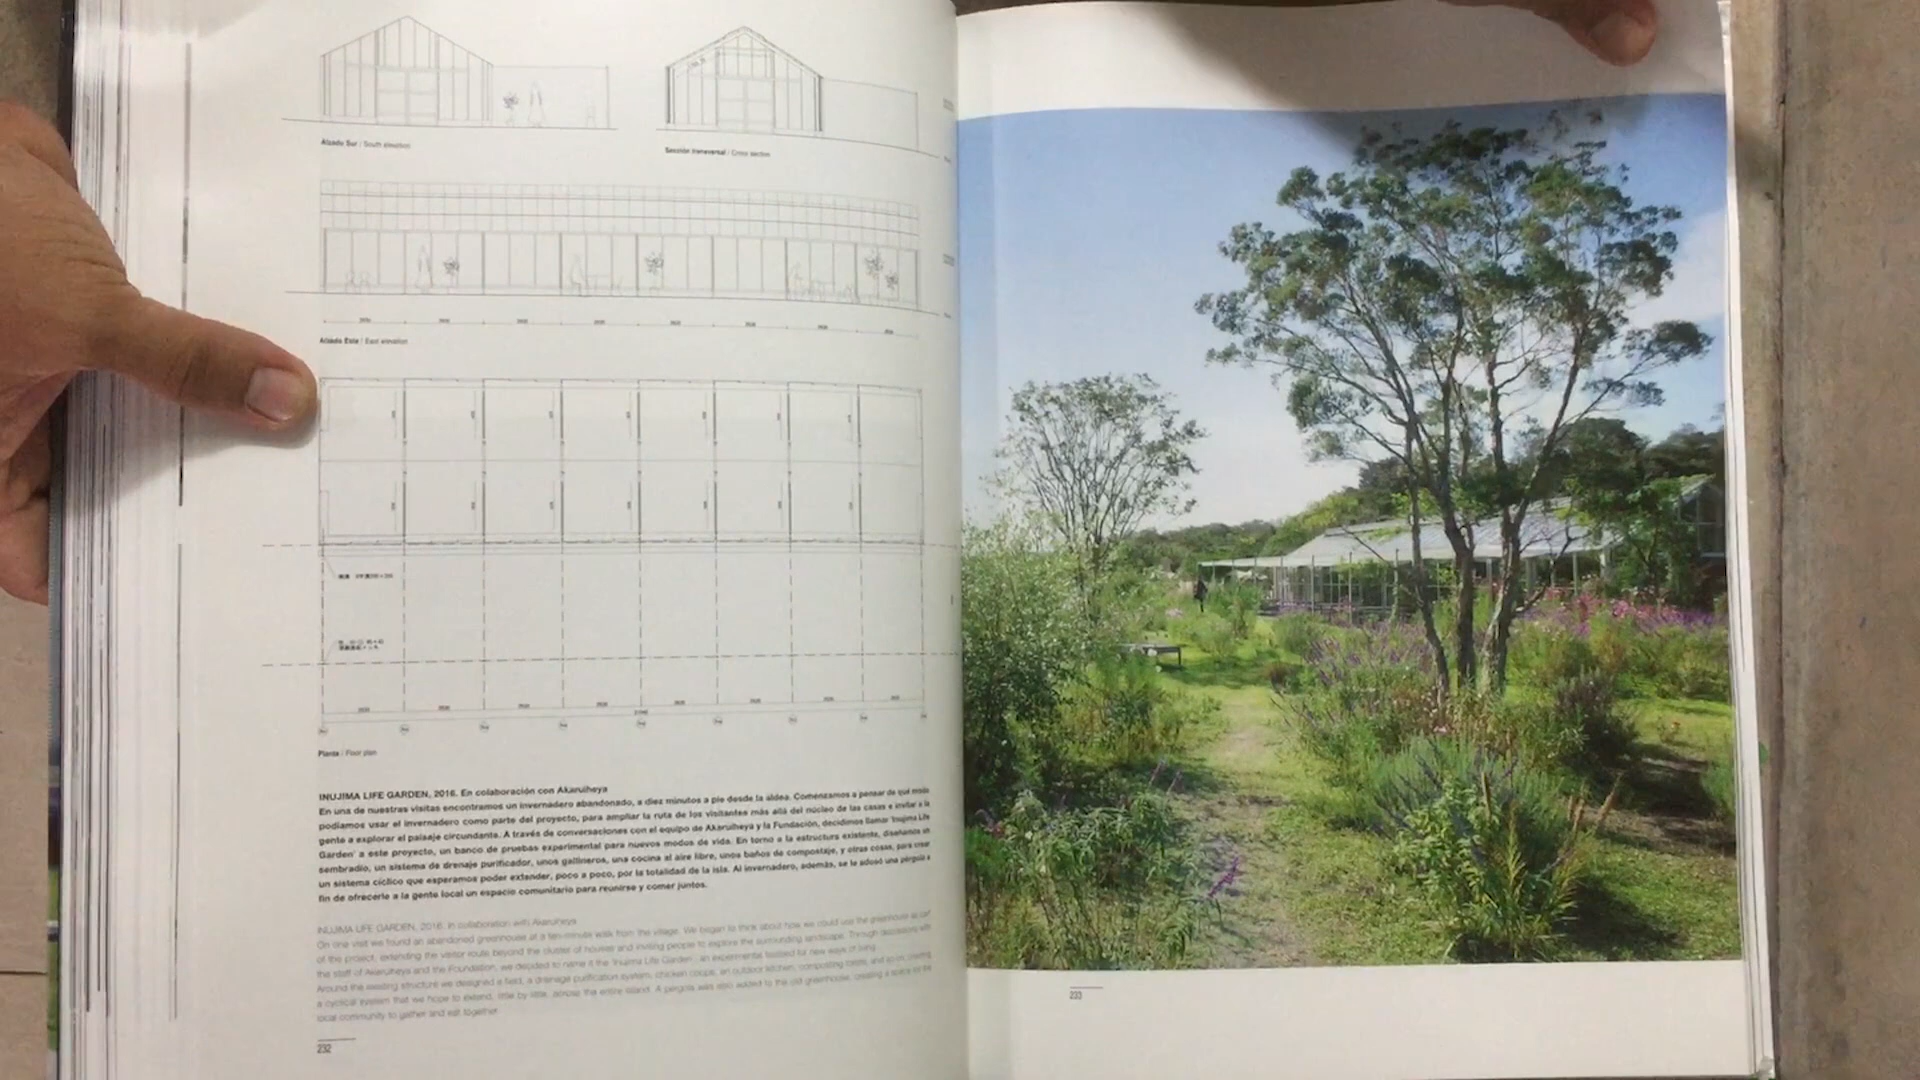 Alzado Sur / South elevation
Sección transversal / Cross section
Alzado Este / East elevation
Planta / Floor plan
INUJIMA LIFE GARDEN, 2016. En colaboración con Akaruiheya
En una de nuestras visitas encontramos un invernadero abandonado, a diez minutos a pie desde la aldea. Comenzamos a pensar de qué modo
podíamos usar el invernadero como parte del proyecto, para ampliar la ruta de los visitantes más allá del núcleo de las casas e invitar a la
gente a explorar el paisaje circundante. A través de conversaciones con el equipo de Akaruiheya y la Fundación, decidimos llamar 'Inujima Life
Garden' a este proyecto, un banco de pruebas experimental para nuevos modos de vida. En torno a la estructura existente, diseñamos un
sembradío, un sistema de drenaje purificador, unos gallineros, una cocina al aire libre, unos baños de compostaje, y otras cosas, para crear
un sistema cíclico que esperamos poder extender, poco a poco, por la totalidad de la isla. Al invernadero, además, se le adosó una pérgola a
fin de ofrecerle a la gente local un espacio comunitario para reunirse y comer juntos.
INUJIMA LIFE GARDEN, 2016. In collaboration with Akaruiheya
On one visit we found an abandoned greenhouse at a ten-minute walk from the village. We began to think about how we could use the greenhouse as part
of the project, extending the visitor route beyond the cluster of houses and inviting people to explore the surrounding landscape. Through discussions with
the staff of Akaruiheya and the Foundation, we decided to name it the 'Inujima Life Garden', an experimental testbed for new ways of living.
Around the existing structure we designed a field, a drainage purification system, chicken coops, an outdoor kitchen, composting toilets, and so on, creating
a cyclical system that we hope to extend, little by little, across the entire island. A pergola was also added to the old greenhouse, creating a space for the
local community to gather and eat together.
232
233